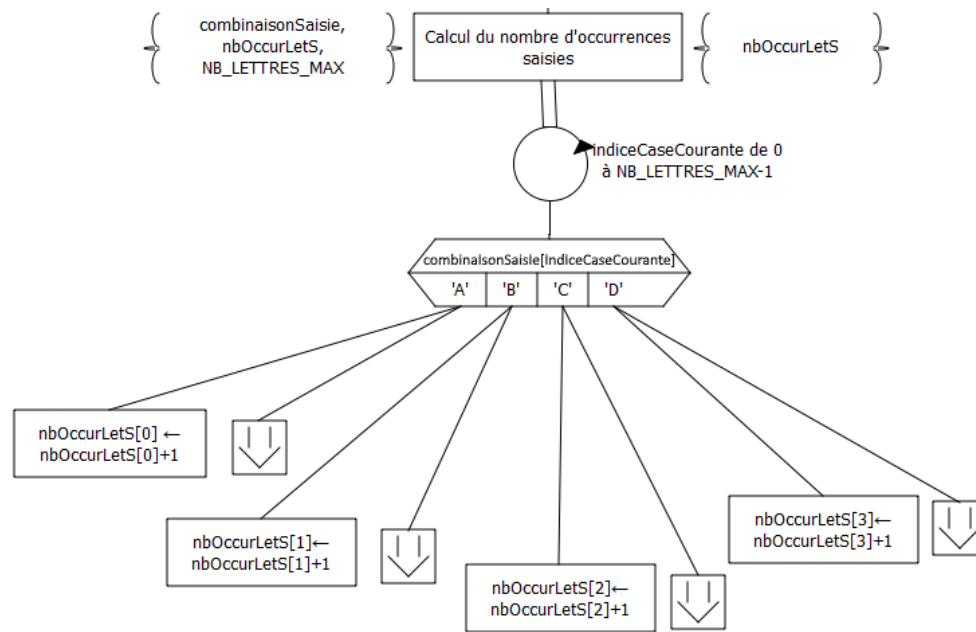 combinaisonSaisie,
nbOccurLetS,
NB_LETTRES_MAX
Calcul du nombre d'occurrences
saisies
nbOccurLetS
indiceCaseCourante de 0
à NB_LETTRES_MAX-1
combinaisonSaisie[IndiceCaseCourante]
'A' 'B' 'C' 'D'
nbOccurLetS[0] ←
nbOccurLetS[0]+1
nbOccurLetS[1]←
nbOccurLetS[1]+1
nbOccurLetS[2]←
nbOccurLetS[2]+1
nbOccurLetS[3]←
nbOccurLetS[3]+1